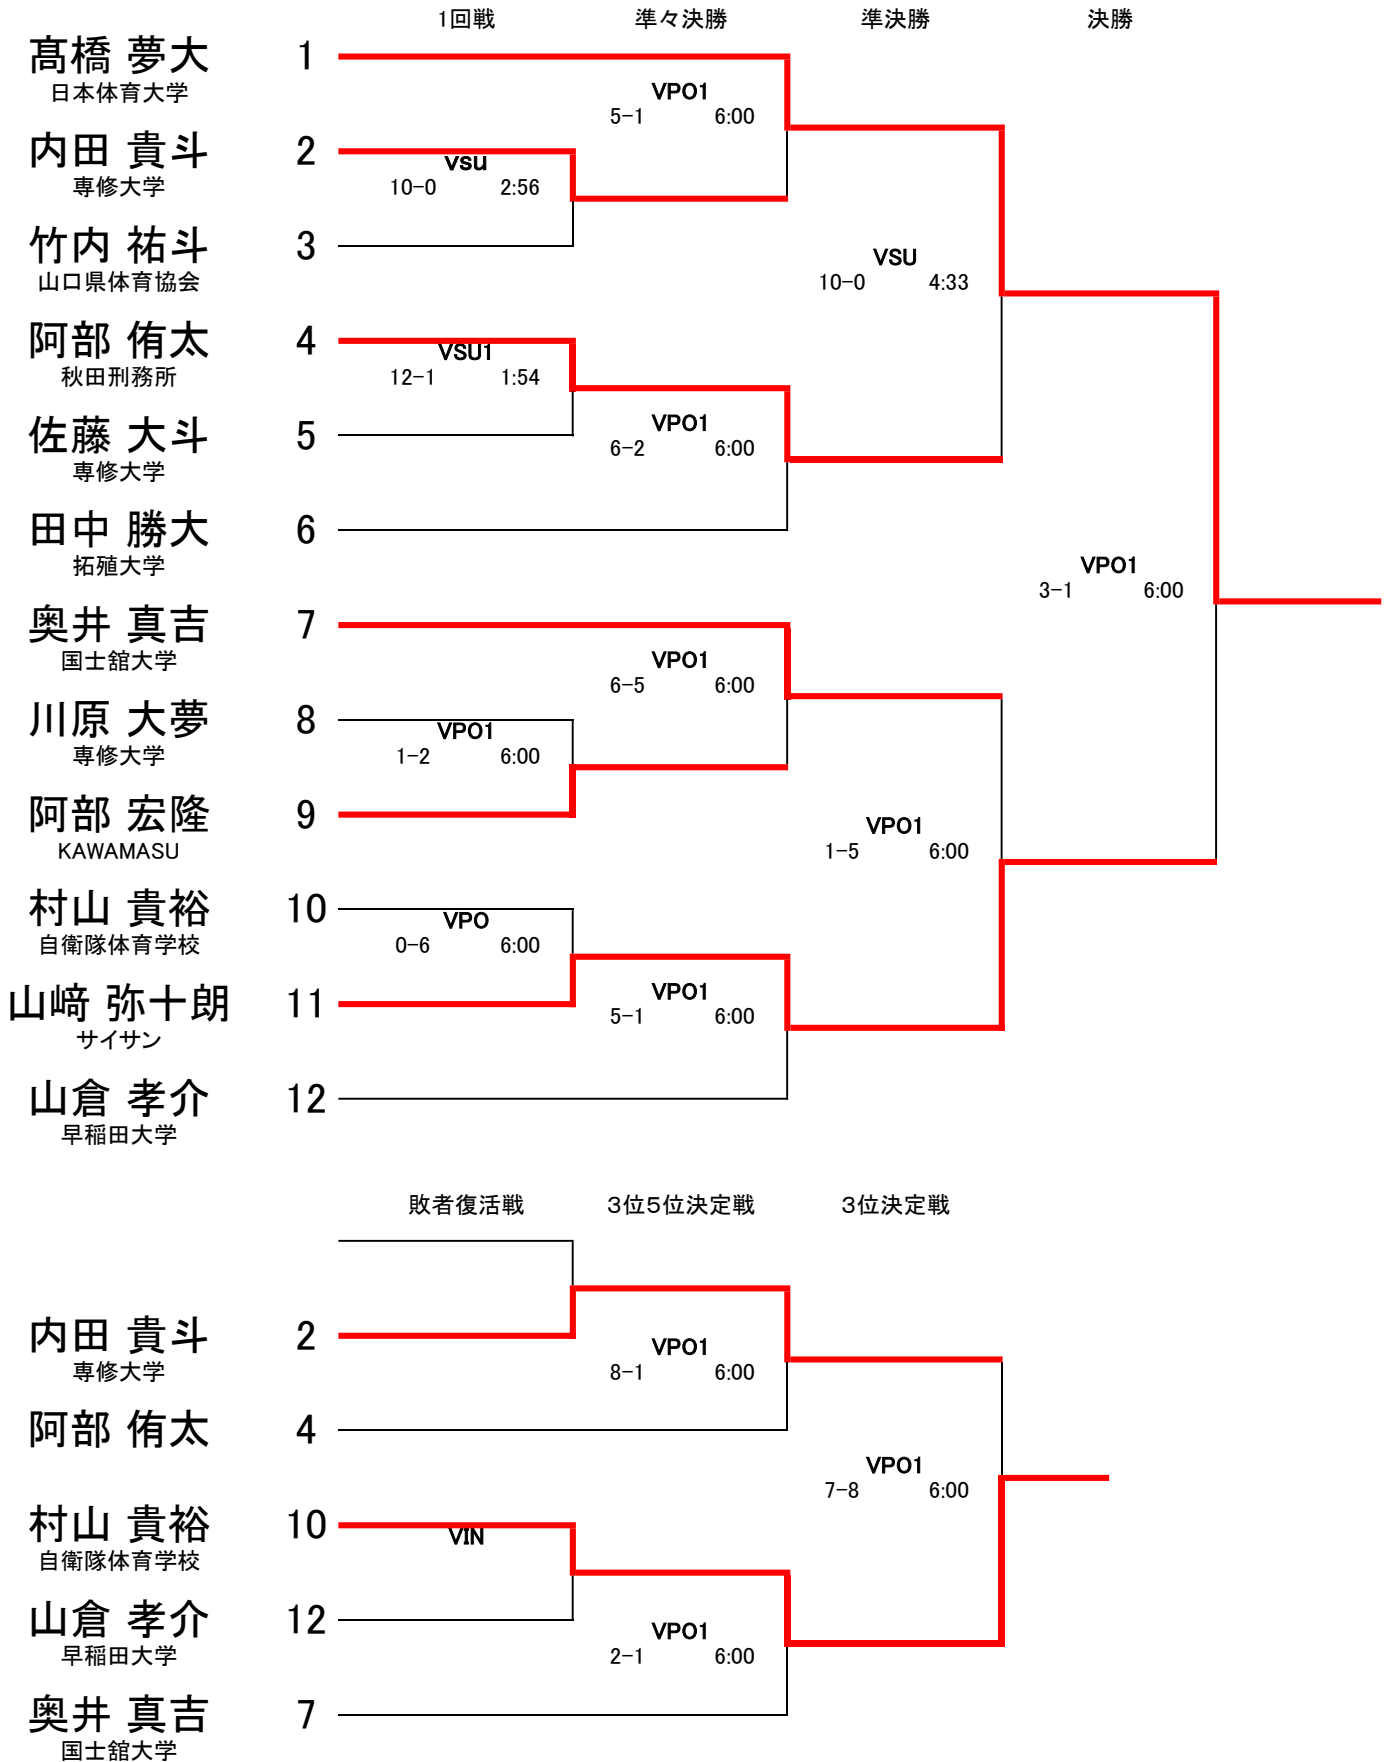 1回戦 準々決勝 準決勝 決勝
髙橋 夢大 1
日本体育大学
VPO1
5-1 6:00
内田 貴斗 2
専修大学
vsu
10-0 2:56
竹内 祐斗 3
山口県体育協会
VSU
10-0 4:33
阿部 侑太 4
秋田刑務所
VSU1
12-1 1:54
佐藤 大斗 5
専修大学
VPO1
6-2 6:00
田中 勝大 6
拓殖大学
VPO1
3-1 6:00
奥井 真吉 7
国士舘大学
VPO1
6-5 6:00
川原 大夢 8
専修大学
VPO1
1-2 6:00
阿部 宏隆 9
KAWAMASU
VPO1
1-5 6:00
村山 貴裕 10
自衛隊体育学校
VPO
0-6 6:00
山﨑 弥十朗 11
サイサン
VPO1
5-1 6:00
山倉 孝介 12
早稲田大学
敗者復活戦 3位5位決定戦 3位決定戦
内田 貴斗 2
専修大学
VPO1
8-1 6:00
阿部 侑太 4
VPO1
7-8 6:00
村山 貴裕 10
自衛隊体育学校
VIN
山倉 孝介 12
早稲田大学
VPO1
2-1 6:00
奥井 真吉 7
国士舘大学